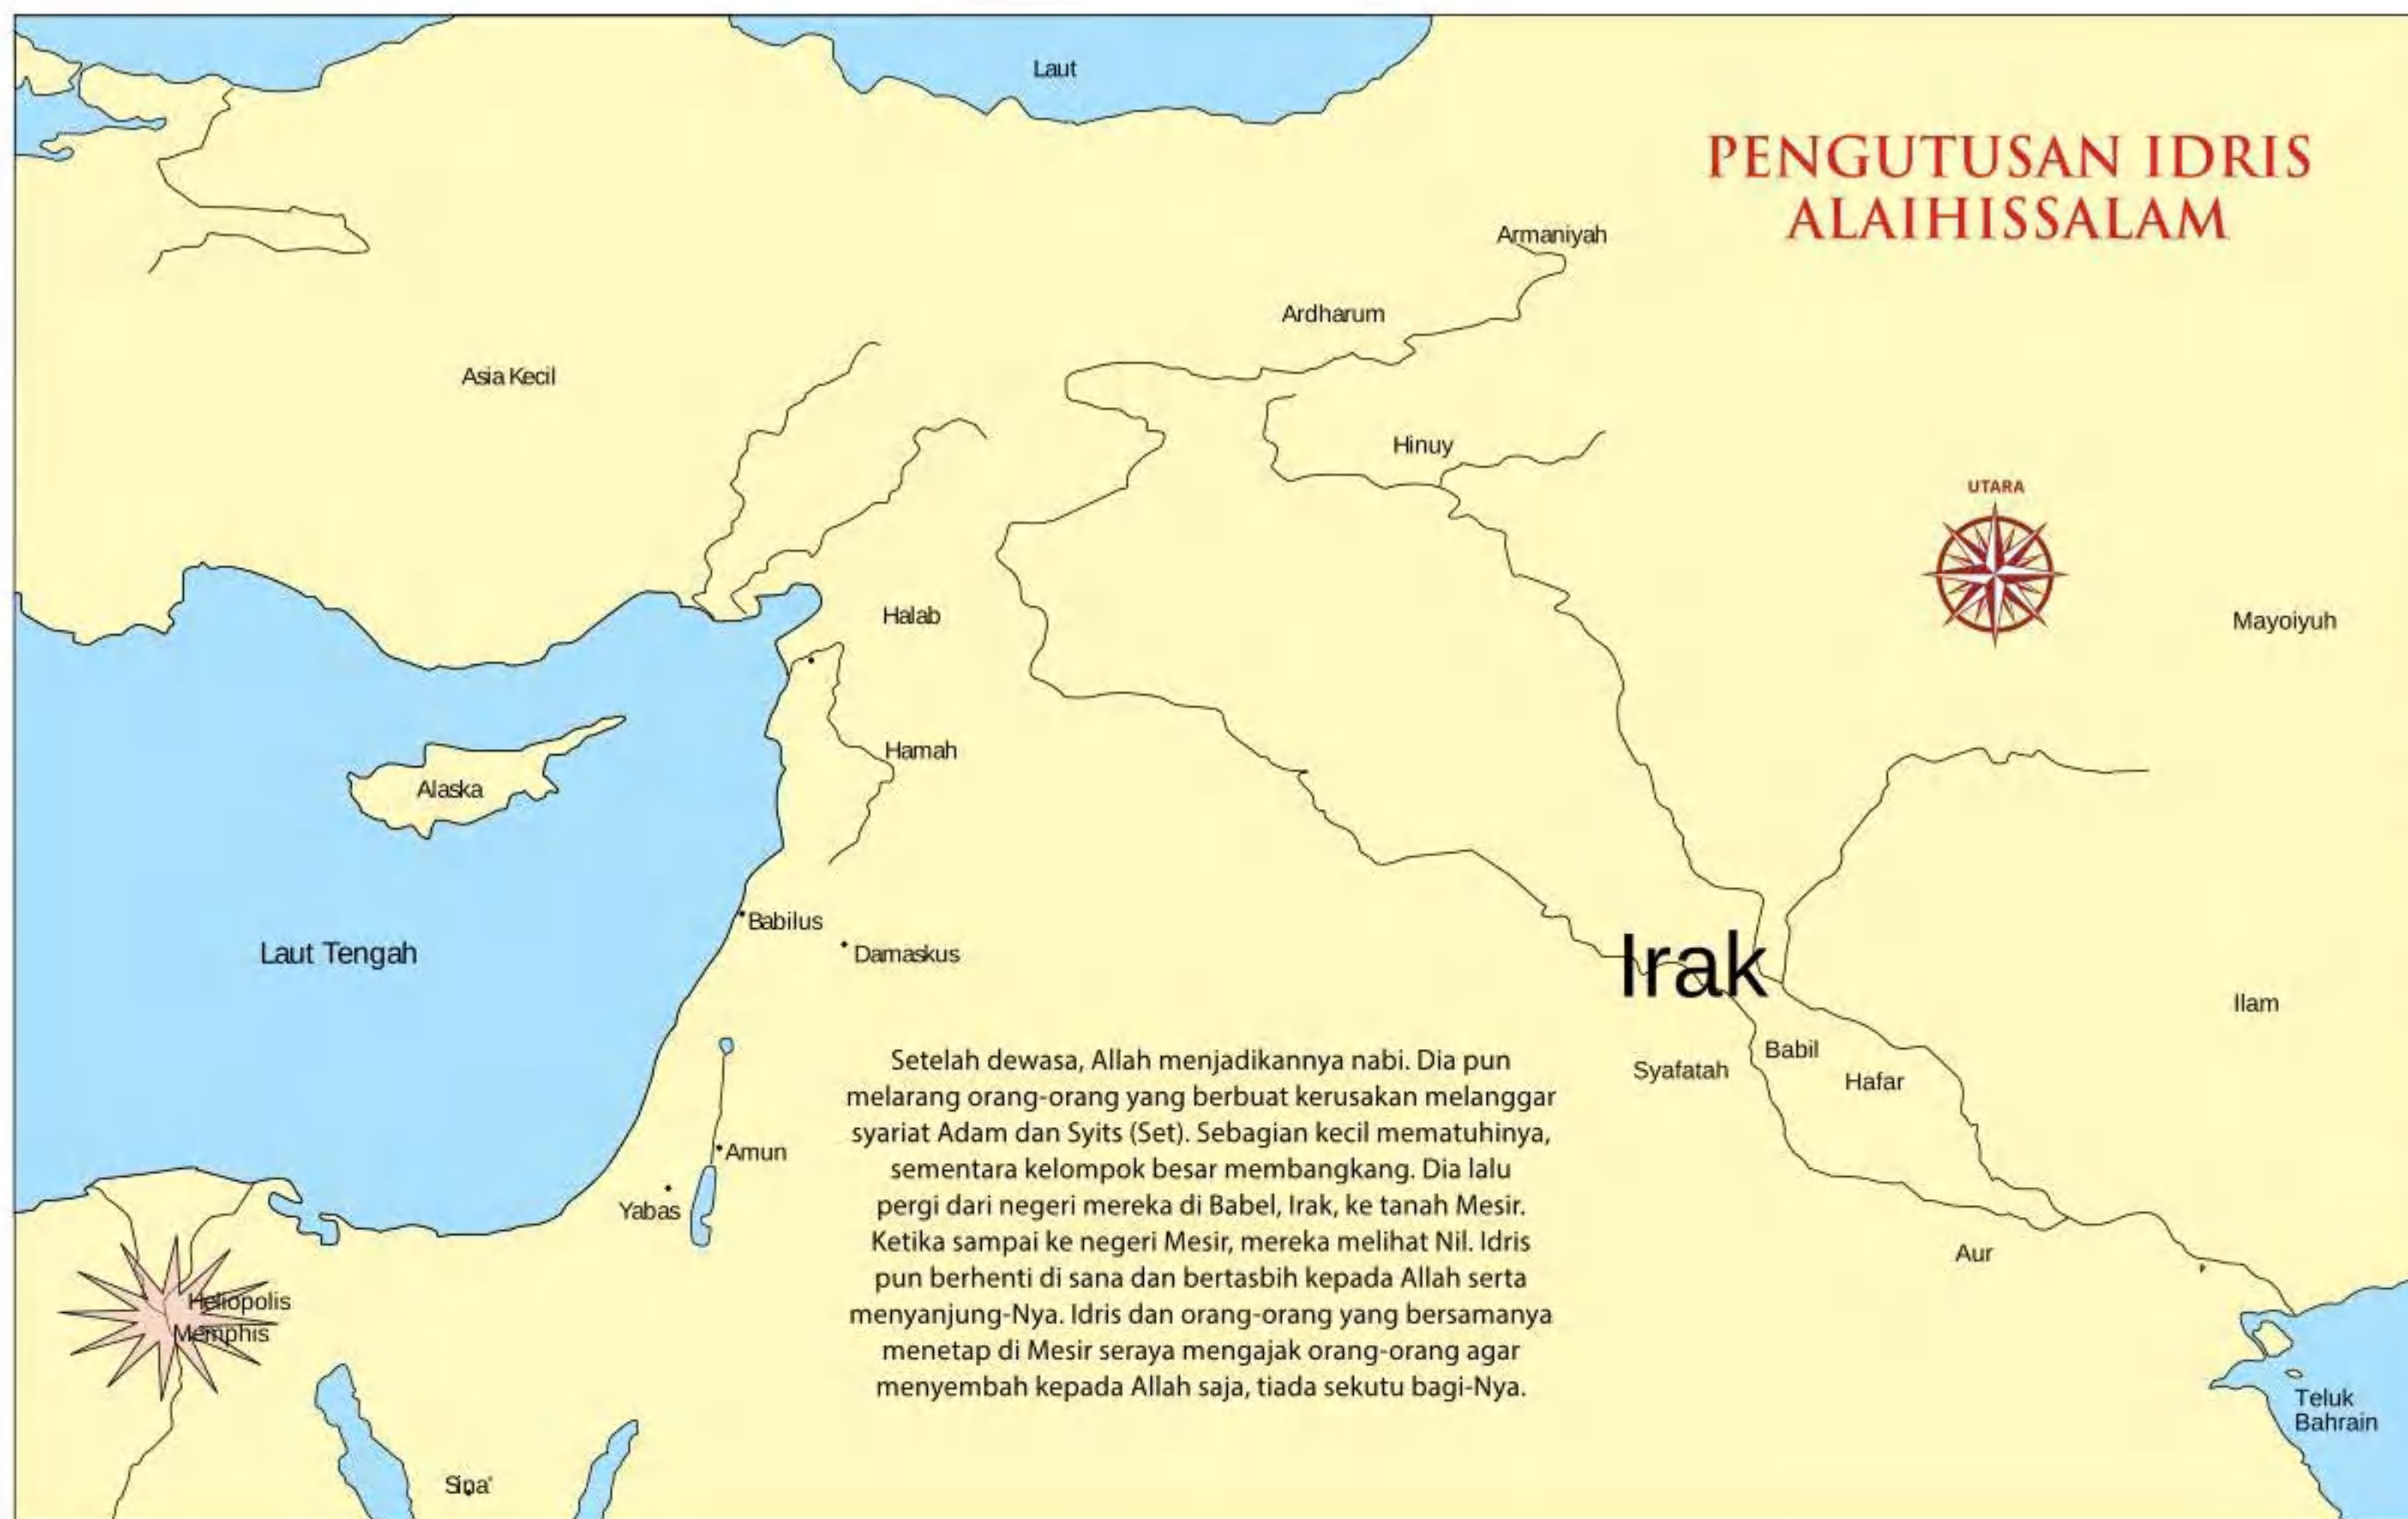 Laut
PENGUTUSAN IDRIS
ALAIHISSALAM
Armaniyah
Ardharum
Asia Kecil
Hinuy
UTARA
Halab
Mayoiyuh
Hamah
Alaska
Babilus
Damaskus
Laut Tengah
Irak
Ilam
Babil
Syafatah
Hafar
Setelah dewasa, Allah menjadikannya nabi. Dia pun
melarang orang-orang yang berbuat kerusakan melanggar
syariat Adam dan Syits (Set). Sebagian kecil mematuhinya,
sementara kelompok besar membangkang. Dia lalu
pergi dari negeri mereka di Babel, Irak, ke tanah Mesir.
Ketika sampai ke negeri Mesir, mereka melihat Nil. Idris
pun berhenti di sana dan bertasbih kepada Allah serta
menyanjung-Nya. Idris dan orang-orang yang bersamanya
menetap di Mesir seraya mengajak orang-orang agar
menyembah kepada Allah saja, tiada sekutu bagi-Nya.
Amun
Yabas
Aur
Heliopolis
Memphis
Teluk
Bahrain
Sina'